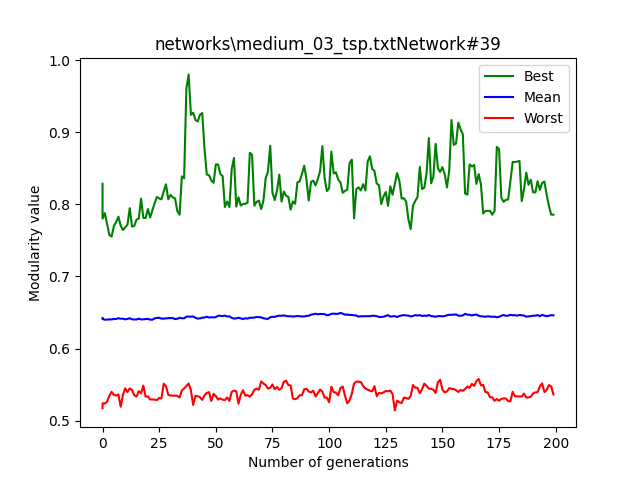 networks\medium_03_tsp.txtNetwork#39
Best
Mean
Worst
Modularity value
1.0
0.9
0.8
0.7
0.6
0.5
0
25
50
75
100
125
150
175
200
Number of generations